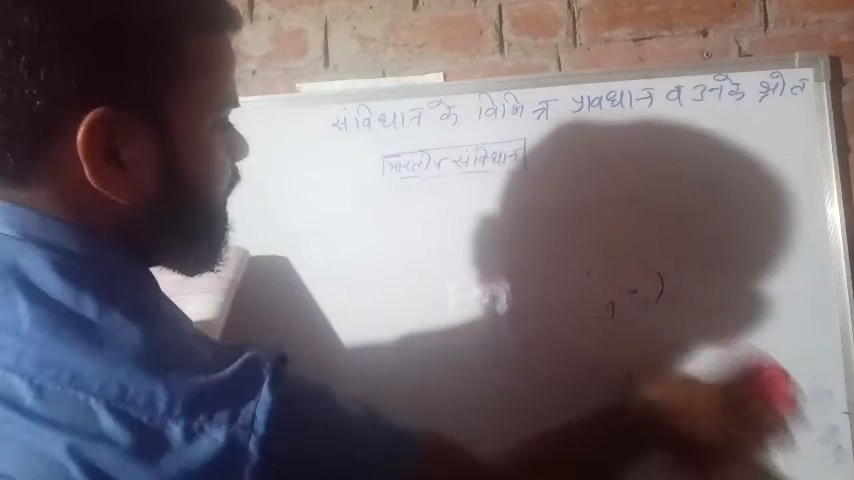 संविधान के विभिन्न प्रावधान व उनके श्रोत
भारतीय संविधान